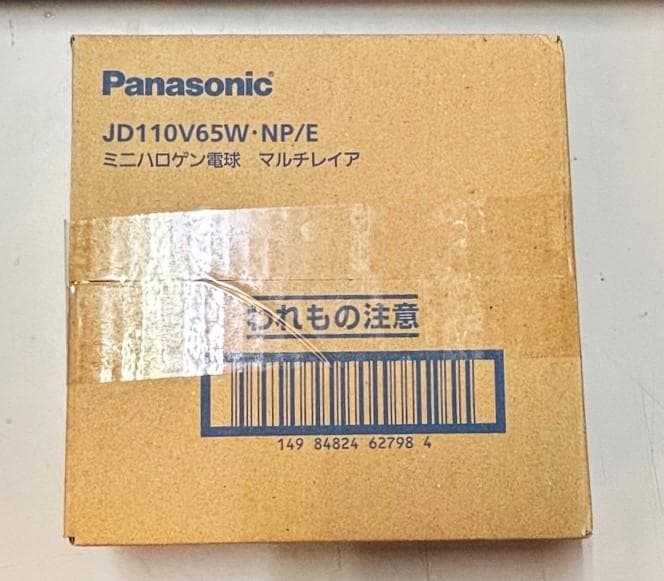 Panasonic
JD110V65W・NP/E
ミニハロゲン電球 マルチレイア
われもの注意
149 84824 62798 4